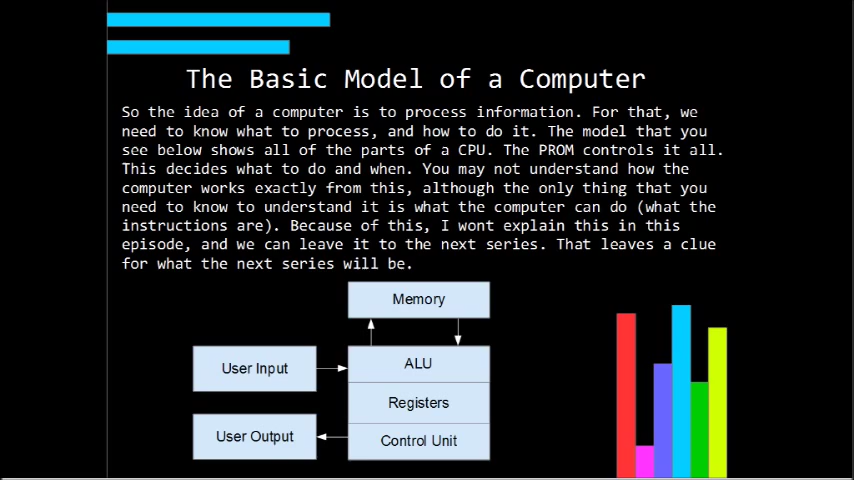 The Basic Model of a Computer
So the idea of a computer is to process information. For that, we
need to know what to process, and how to do it. The model that you
see below shows all of the parts of a CPU. The PROM controls it all.
This decides what to do and when. You may not understand how the
computer works exactly from this, although the only thing that you
need to know to understand it is what the computer can do (what the
instructions are). Because of this, I wont explain this in this
episode, and we can leave it to the next series. That leaves a clue
for what the next series will be.
Memory
User Input
ALU
Registers
User Output
Control Unit